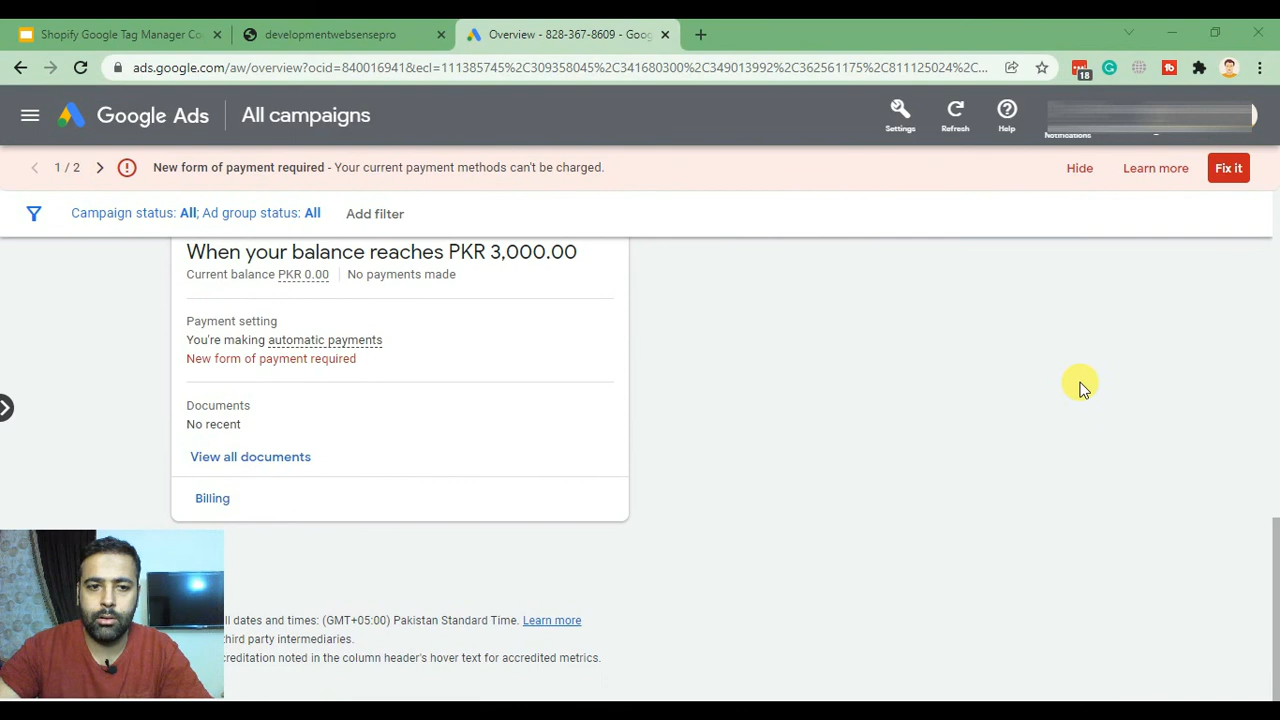 Shopify Google Tag Manager Co
developmentwebsensepro
Overview - 828-367-8609 - Goog
ads.google.com/aw/overview?ocid=840016941&ecl=111385745%2C309358045%2C341680300%2C349013992%2C362561175%2C811125024%2C...
18
Google Ads
All campaigns
Settings
Refresh
Help
Notifications
1 / 2
New form of payment required - Your current payment methods can't be charged.
Hide
Learn more
Fix it
Campaign status: All; Ad group status: All
Add filter
When your balance reaches PKR 3,000.00
Current balance PKR 0.00
No payments made
Payment setting
You're making automatic payments
New form of payment required
Documents
No recent
View all documents
Billing
ll dates and times: (GMT+05:00) Pakistan Standard Time. Learn more
third party intermediaries.
creditation noted in the column header's hover text for accredited metrics.